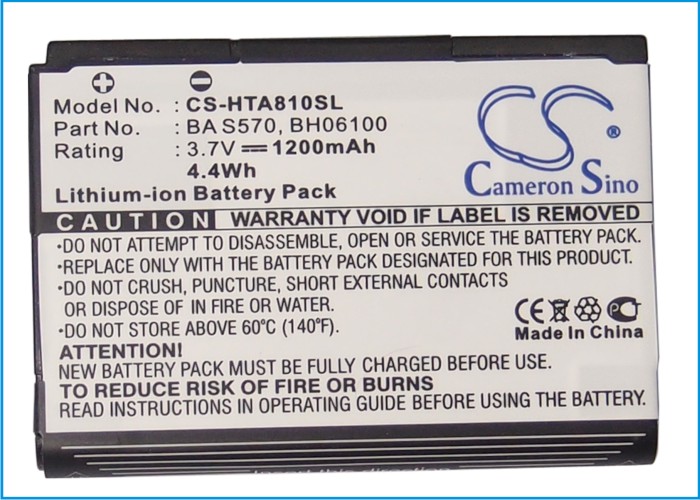 Model No. : CS-HTA810SL
Part No. : BA S570, BH06100
Rating : 3.7V 1200mAh
4.4Wh
Lithium-ion Battery Pack
CS ®
Cameron Sino
CAUTION WARRANTY VOID IF LABEL IS REMOVED
•DO NOT ATTEMPT TO DISASSEMBLE, OPEN OR SERVICE THE BATTERY PACK.
•REPLACE ONLY WITH THE BATTERY PACK DESIGNATED FOR THIS PRODUCT.
•DO NOT CRUSH, PUNCTURE, SHORT EXTERNAL CONTACTS
OR DISPOSE OF IN FIRE OR WATER.
•DO NOT STORE ABOVE 60°C (140°F).
CE
Made In China
ATTENTION!
NEW BATTERY PACK MUST BE FULLY CHARGED BEFORE USE.
TO REDUCE RISK OF FIRE OR BURNS
PLEASE READ INSTRUCTIONS IN OPERATING GUIDE BEFORE USING BATTERY PACK
Insert this direction